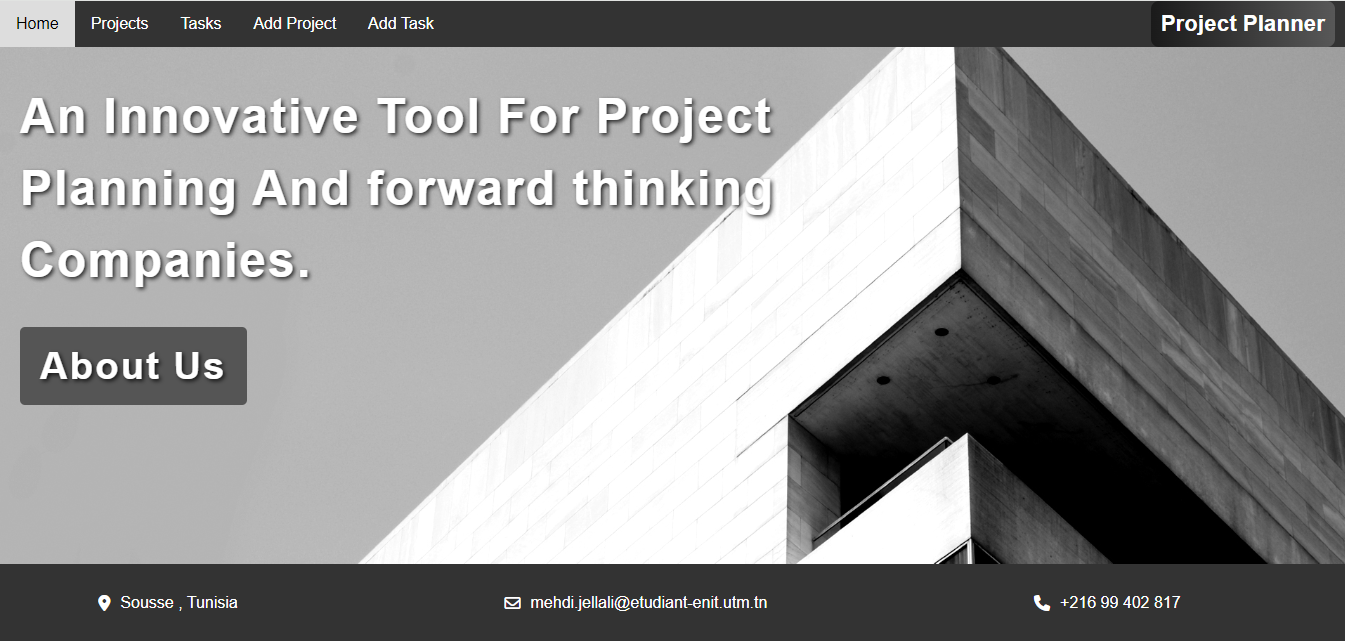 Home Projects Tasks Add Project Add Task Project Planner
An Innovative Tool For Project
Planning And forward thinking
Companies.
About Us
Sousse , Tunisia mehdi.jellali@etudiant-enit.utm.tn +216 99 402 817